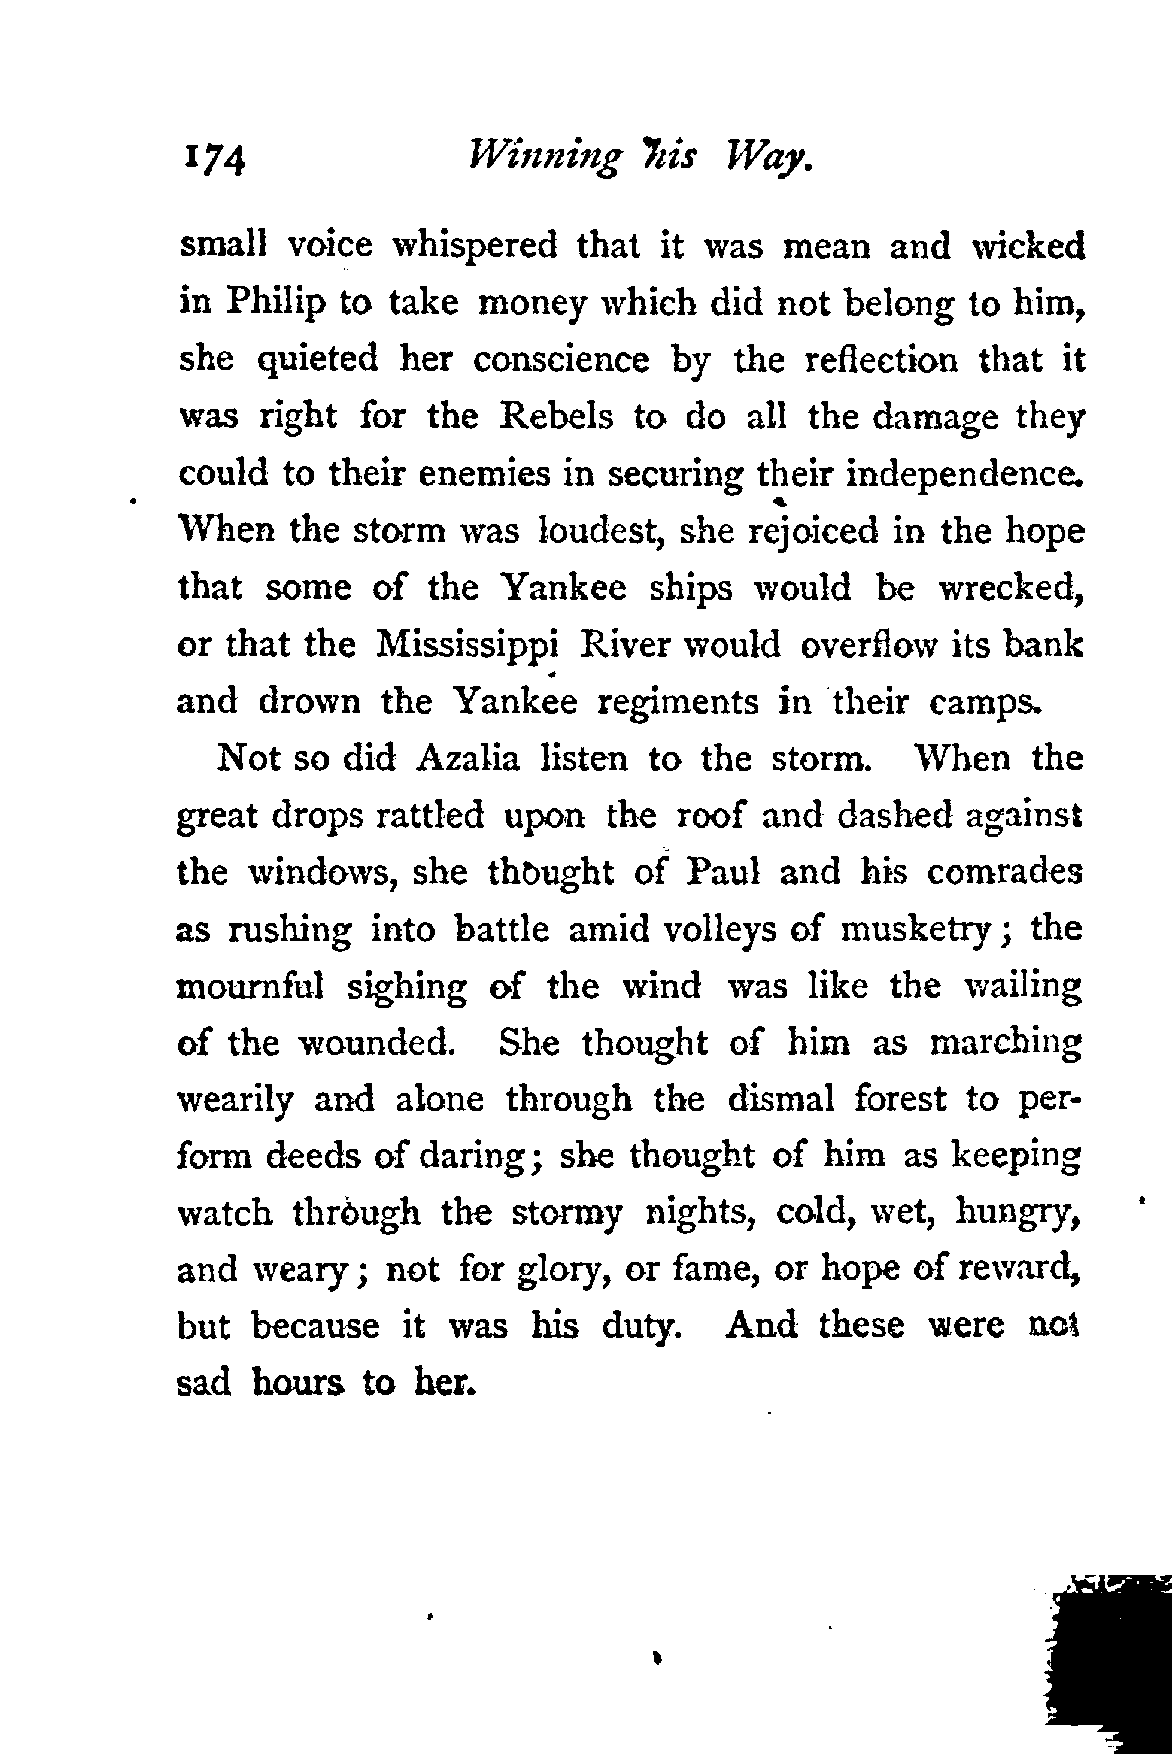 174 Winning his Way.
small voice whispered that it was mean and wicked
in Philip to take money which did not belong to him,
she quieted her conscience by the reflection that it
was right for the Rebels to do all the damage they
could to their enemies in securing their independence.
When the storm was loudest, she rejoiced in the hope
that some of the Yankee ships would be wrecked,
or that the Mississippi River would overflow its bank
and drown the Yankee regiments in their camps.
Not so did Azalia listen to the storm. When the
great drops rattled upon the roof and dashed against
the windows, she thought of Paul and his comrades
as rushing into battle amid volleys of musketry; the
mournful sighing of the wind was like the wailing
of the wounded. She thought of him as marching
wearily and alone through the dismal forest to per-
form deeds of daring; she thought of him as keeping
watch through the stormy nights, cold, wet, hungry,
and weary; not for glory, or fame, or hope of reward,
but because it was his duty. And these were not
sad hours to her.